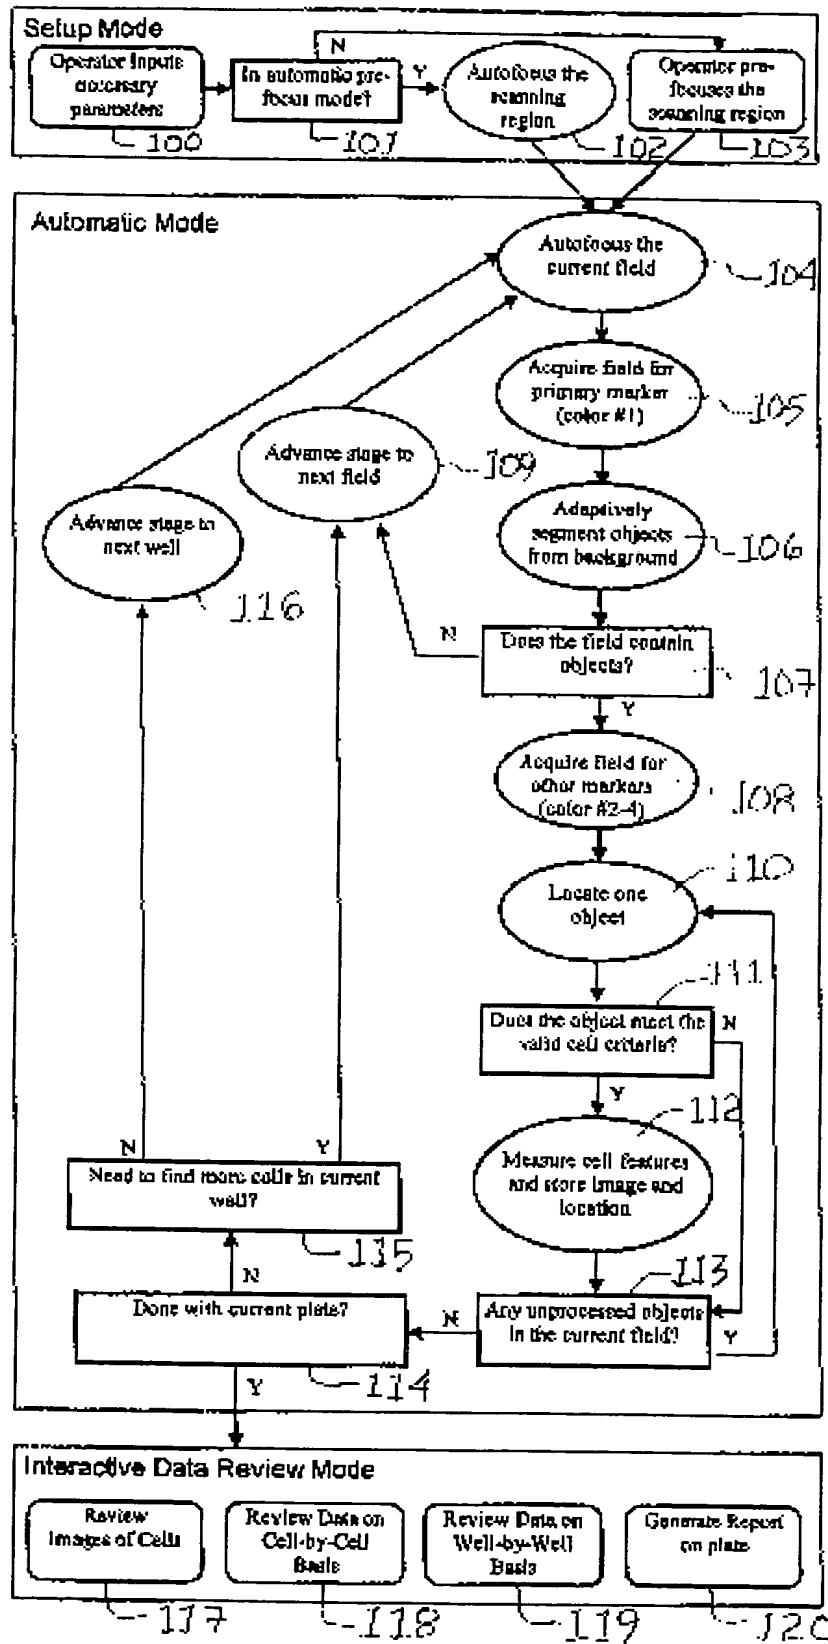 Setup Mode
Operator Inputs
necessary
parameters
100
In automatic pre-
focus mode?
101
N
Y
Autofocus the
scanning
region
102
Operator pre-
focuses the
scanning region
103
Automatic Mode
Autofocus the
current field
104
Acquire field for
primary marker
(color #1)
105
Advance stage to
next field
109
Advance stage to
next well
116
Adaptively
segment objects
from background
106
N
Does the field contain
objects?
107
Y
Acquire field for
other markers
(color #2-4)
108
Locate one
object
110
111
Does the object meet the
valid cell criteria?
N
Y
112
Measure cell features
and store image and
location
N
Y
Need to find more cells in current
well?
115
N
113
Any unprocessed objects
in the current field?
Y
N
Done with current plate?
114
Y
Interactive Data Review Mode
Review
Images of Cells
117
Review Data on
Cell-by-Cell
Basis
118
Review Data on
Well-by-Well
Basis
119
Generate Report
on plate
120